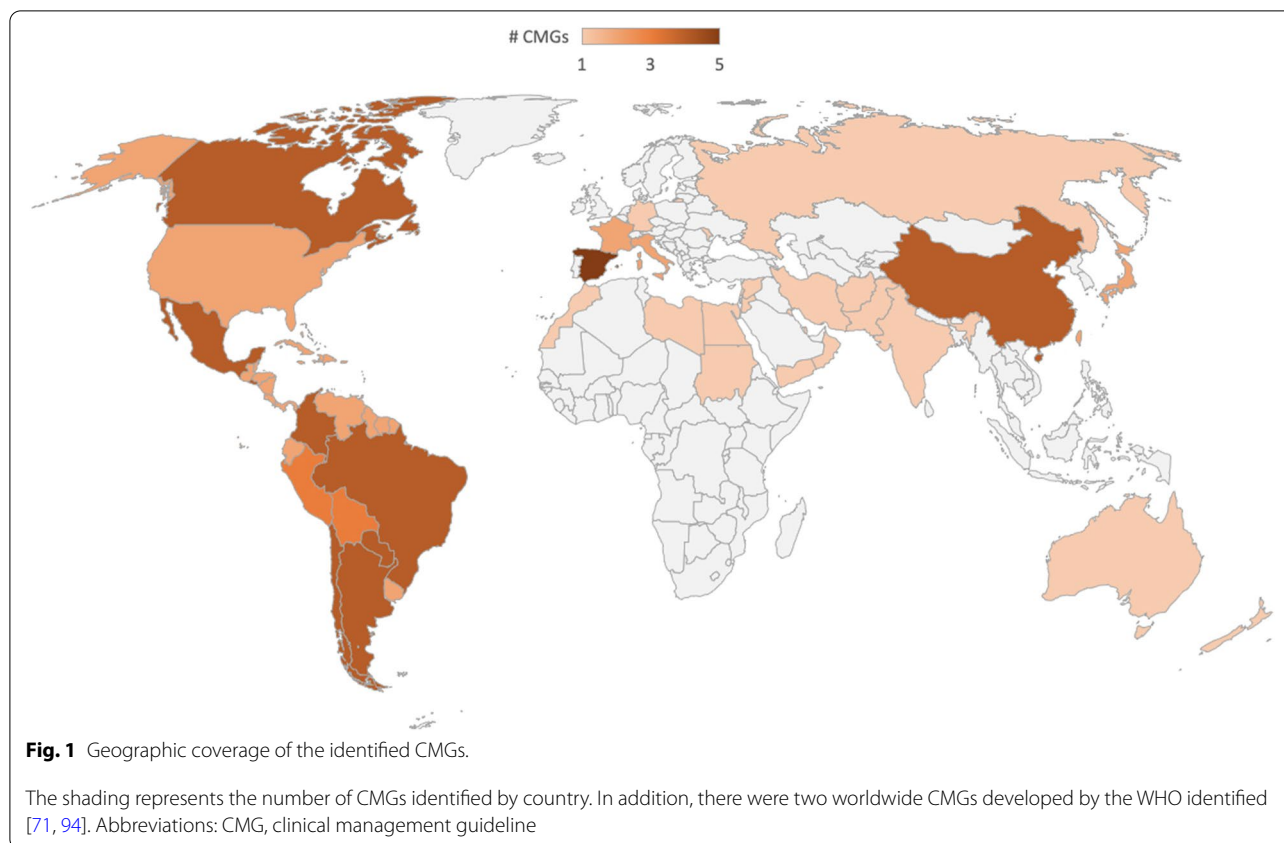 # CMGs
1 3 5
Fig. 1 Geographic coverage of the identified CMGs.
The shading represents the number of CMGs identified by country. In addition, there were two worldwide CMGs developed by the WHO identified
[71, 94]. Abbreviations: CMG, clinical management guideline